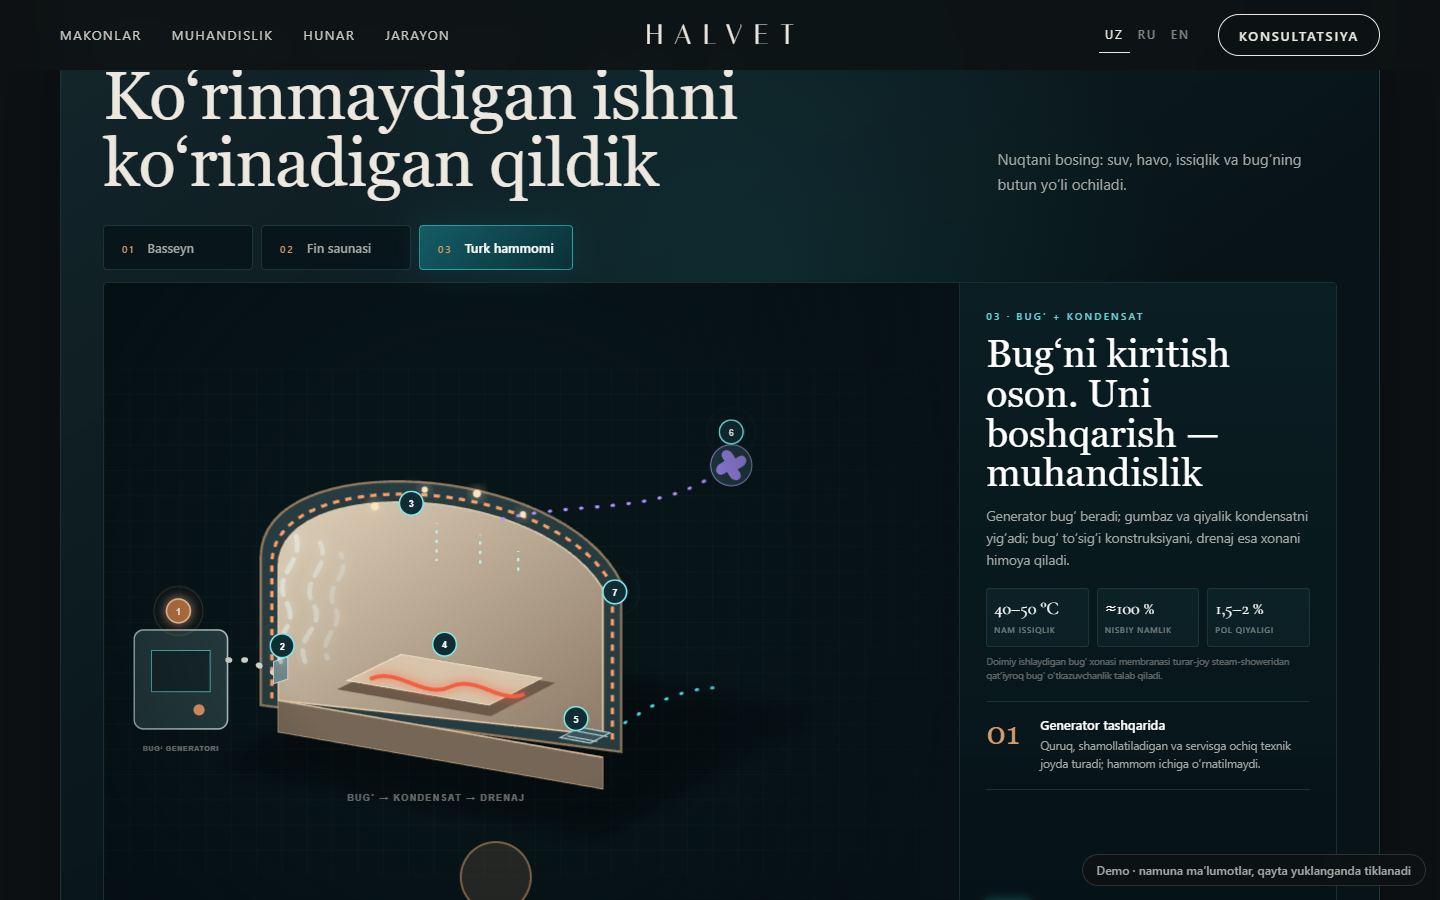 MAKONLAR
MUHANDISLIK
HUNAR
JARAYON
HALVET
UZ
RU
EN
KONSULTATSIYA
Ko‘rinmaydigan ishni
ko‘rinadigan qildik
Nuqtani bosing: suv, havo, issiqlik va bug‘ning
butun yo‘li ochiladi.
01 Basseyn
02 Fin saunasi
03 Turk hammomi
6
3
7
1
2
4
5
BUG‘ GENERATORI
BUG‘ → KONDENSAT → DRENAJ
03 · BUG‘ + KONDENSAT
Bug‘ni kiritish
oson. Uni
boshqarish —
muhandislik
Generator bug‘ beradi; gumbaz va qiyalik kondensatni
yig‘adi; bug‘ to‘sig‘i konstruksiyani, drenaj esa xonani
himoya qiladi.
40–50 °C
NAM ISSIQLIK
≈100 %
NISBIY NAMLIK
1,5–2 %
POL QIYALIGI
Doimiy ishlaydigan bug‘ xonasi membranasi turar-joy steam-showeridan
qat’iyroq bug‘ o‘tkazuvchanlik talab qiladi.
01
Generator tashqarida
Quruq, shamollatiladigan va servisga ochiq texnik
joyda turadi; hammom ichiga o‘rnatilmaydi.
Demo · namuna ma’lumotlar, qayta yuklanganda tiklanadi